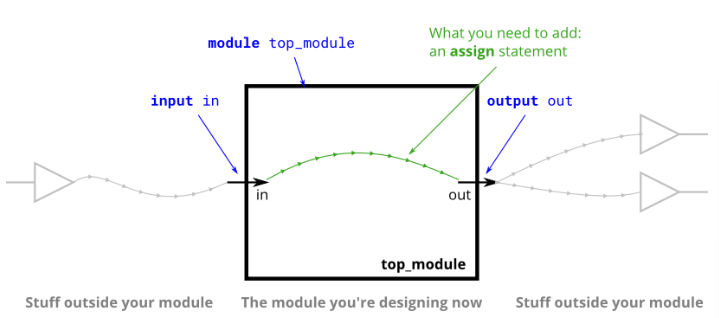 What you need to add:
an assign statement
module top_module
input in
output out
in
out
top_module
Stuff outside your module
The module you're designing now
Stuff outside your module